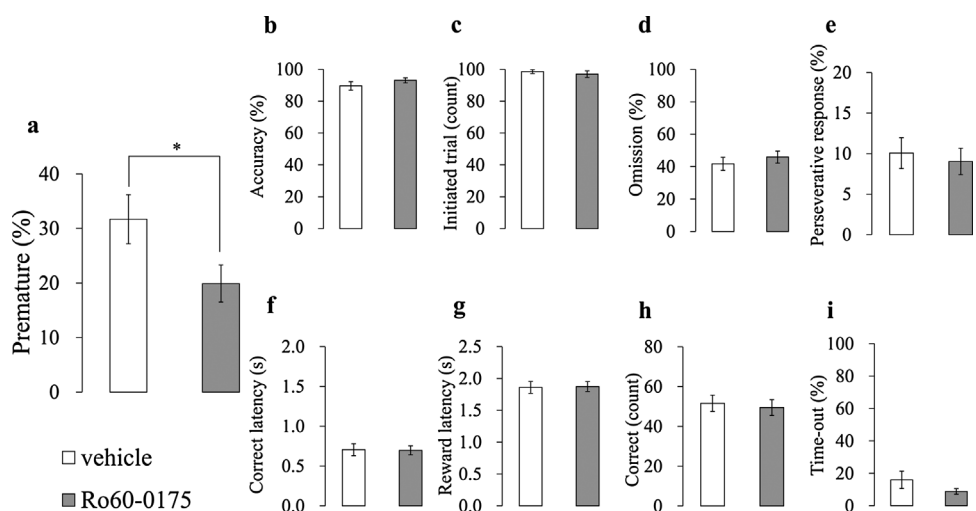 a
*
Premature (%)
40
30
20
10
0
vehicle
Ro60-0175
b
Accuracy (%)
100
80
60
40
20
0
c
Initiated trial (count)
100
80
60
40
20
0
d
Omission (%)
100
80
60
40
20
0
e
Perseverative response (%)
20
15
10
5
0
f
Correct latency (s)
2.0
1.5
1.0
0.5
0.0
g
Reward latency (s)
2.0
1.5
1.0
0.5
0.0
h
Correct (count)
80
60
40
20
0
i
Time-out (%)
100
80
60
40
20
0